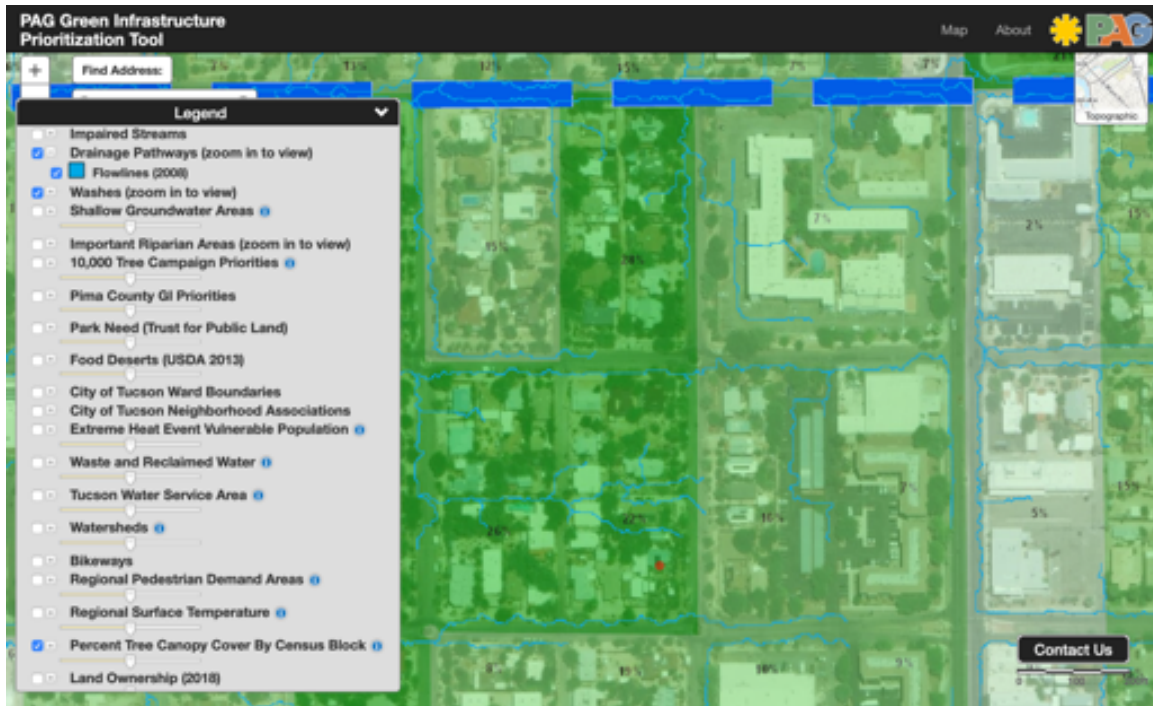 PAG Green Infrastructure
Prioritization Tool
Map
About
PAG
+
Find Address:
Topographic
Legend
Impaired Streams
Drainage Pathways (zoom in to view)
Flowlines (2008)
Washes (zoom in to view)
Shallow Groundwater Areas
Important Riparian Areas (zoom in to view)
10,000 Tree Campaign Priorities
Pima County GI Priorities
Park Need (Trust for Public Land)
Food Deserts (USDA 2013)
City of Tucson Ward Boundaries
City of Tucson Neighborhood Associations
Extreme Heat Event Vulnerable Population
Waste and Reclaimed Water
Tucson Water Service Area
Watersheds
Bikeways
Regional Pedestrian Demand Areas
Regional Surface Temperature
Percent Tree Canopy Cover By Census Block
Land Ownership (2018)
12%
15%
7%
7%
15%
7%
2%
15%
26%
22%
7%
5%
15%
8%
10%
9%
Contact Us
0
100